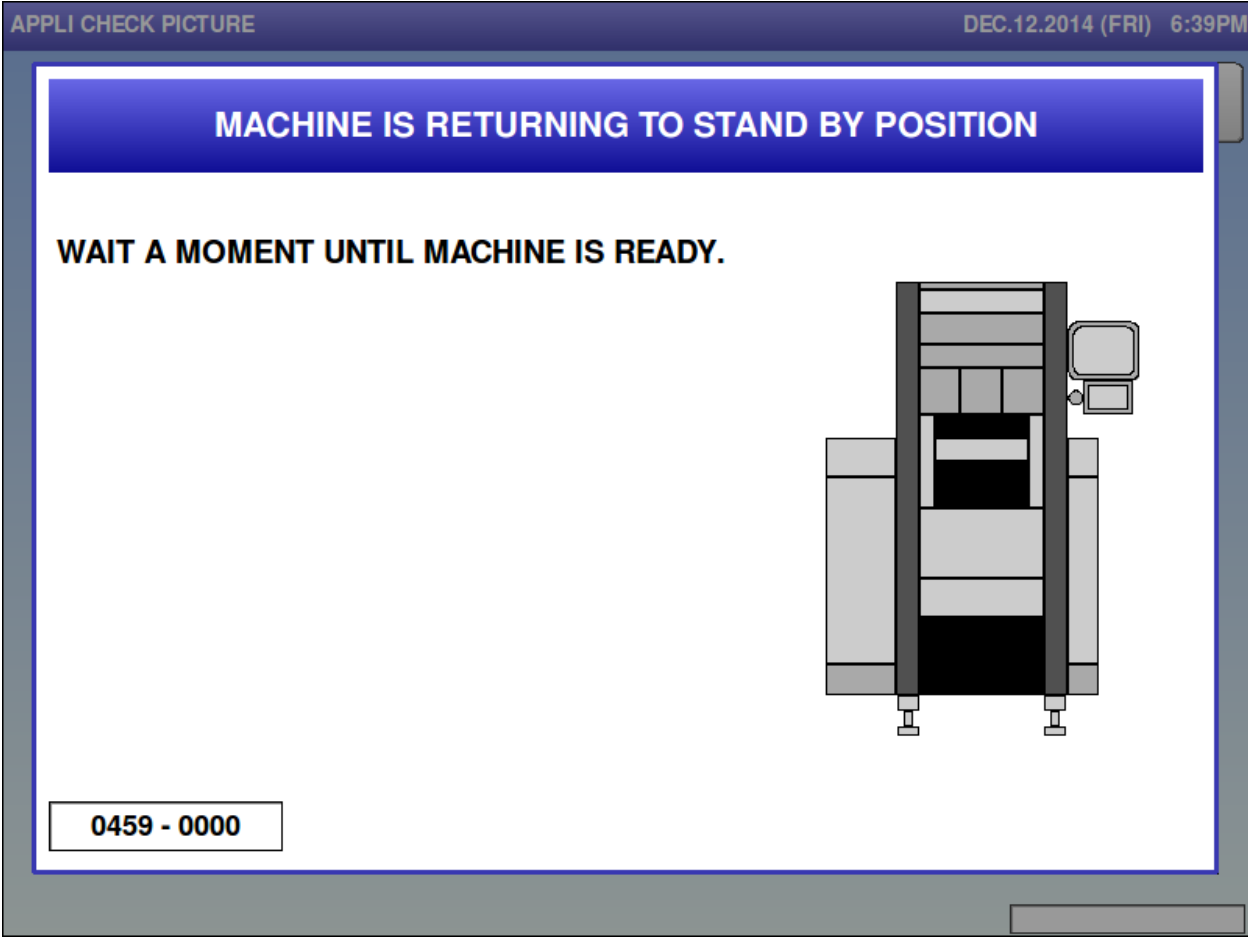 APPLI CHECK PICTURE DEC.12.2014 (FRI) 6:39PM
MACHINE IS RETURNING TO STAND BY POSITION
WAIT A MOMENT UNTIL MACHINE IS READY.
0459 - 0000